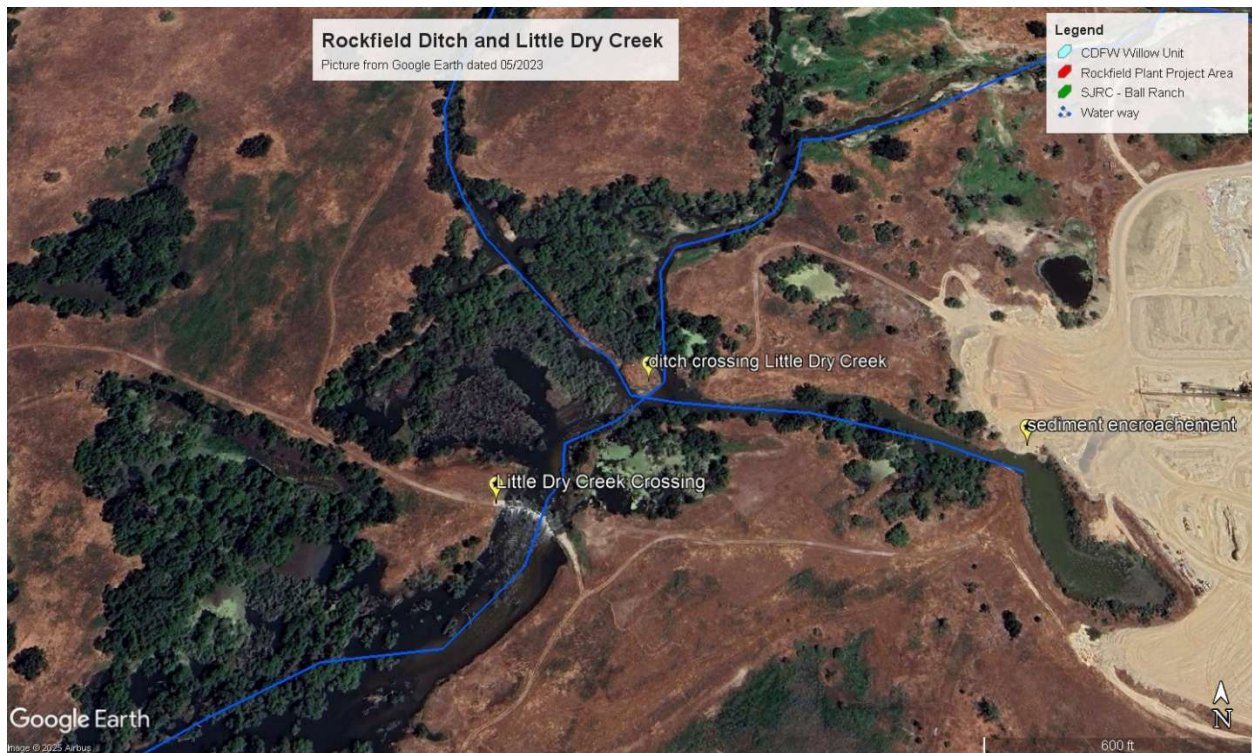 Rockfield Ditch and Little Dry Creek
Picture from Google Earth dated 05/2023
Legend
CDFW Willow Unit
Rockfield Plant Project Area
SJRC - Ball Ranch
Water way
ditch crossing Little Dry Creek
sediment encroachement
Little Dry Creek Crossing
Google Earth
Image © 2025 Airbus
N
600 ft